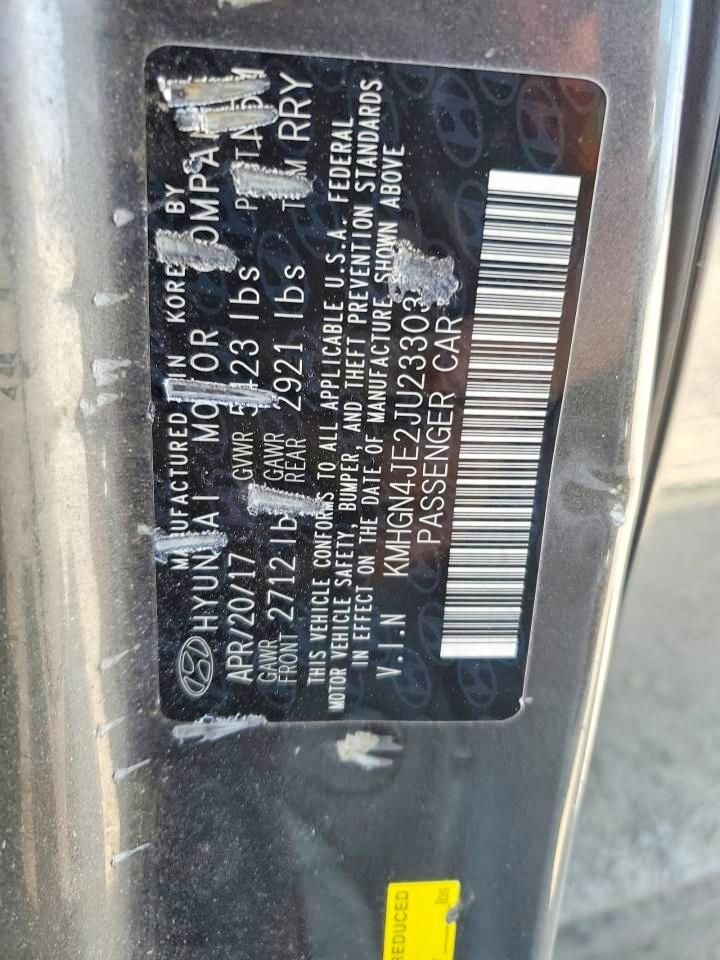 MANUFACTURED IN KOREA BY
HYUNDAI MOTOR COMPANY
APR/20/17 GVWR lbs
GAWR FRONT 2712 lb GAWR REAR 2921 lbs RRY
THIS VEHICLE CONFORMS TO ALL APPLICABLE U.S.A. FEDERAL
MOTOR VEHICLE SAFETY, BUMPER, AND THEFT PREVENTION STANDARDS
IN EFFECT ON THE DATE OF MANUFACTURE SHOWN ABOVE
V.I.N KMHGN4JE2JU23303
PASSENGER CAR
REDUCED
lbs